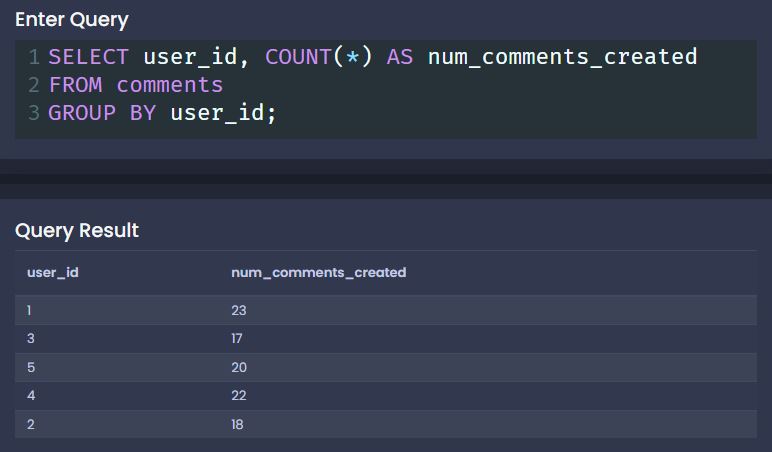 Enter Query
1 SELECT user_id, COUNT(*) AS num_comments_created
2 FROM comments
3 GROUP BY user_id;
Query Result
user_id num_comments_created
1 23
3 17
5 20
4 22
2 18